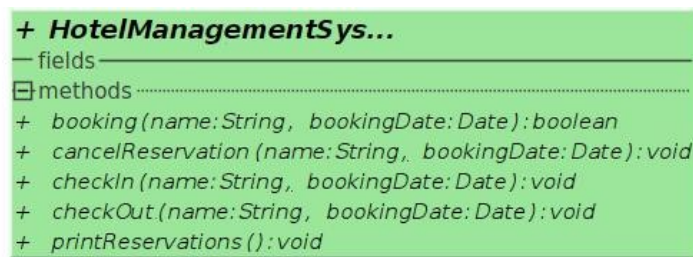 + HotelManagementSys...
fields
methods
+ booking(name:String, bookingDate:Date):boolean
+ cancelReservation(name:String, bookingDate:Date):void
+ checkIn(name:String, bookingDate:Date):void
+ checkOut(name:String, bookingDate:Date):void
+ printReservations():void